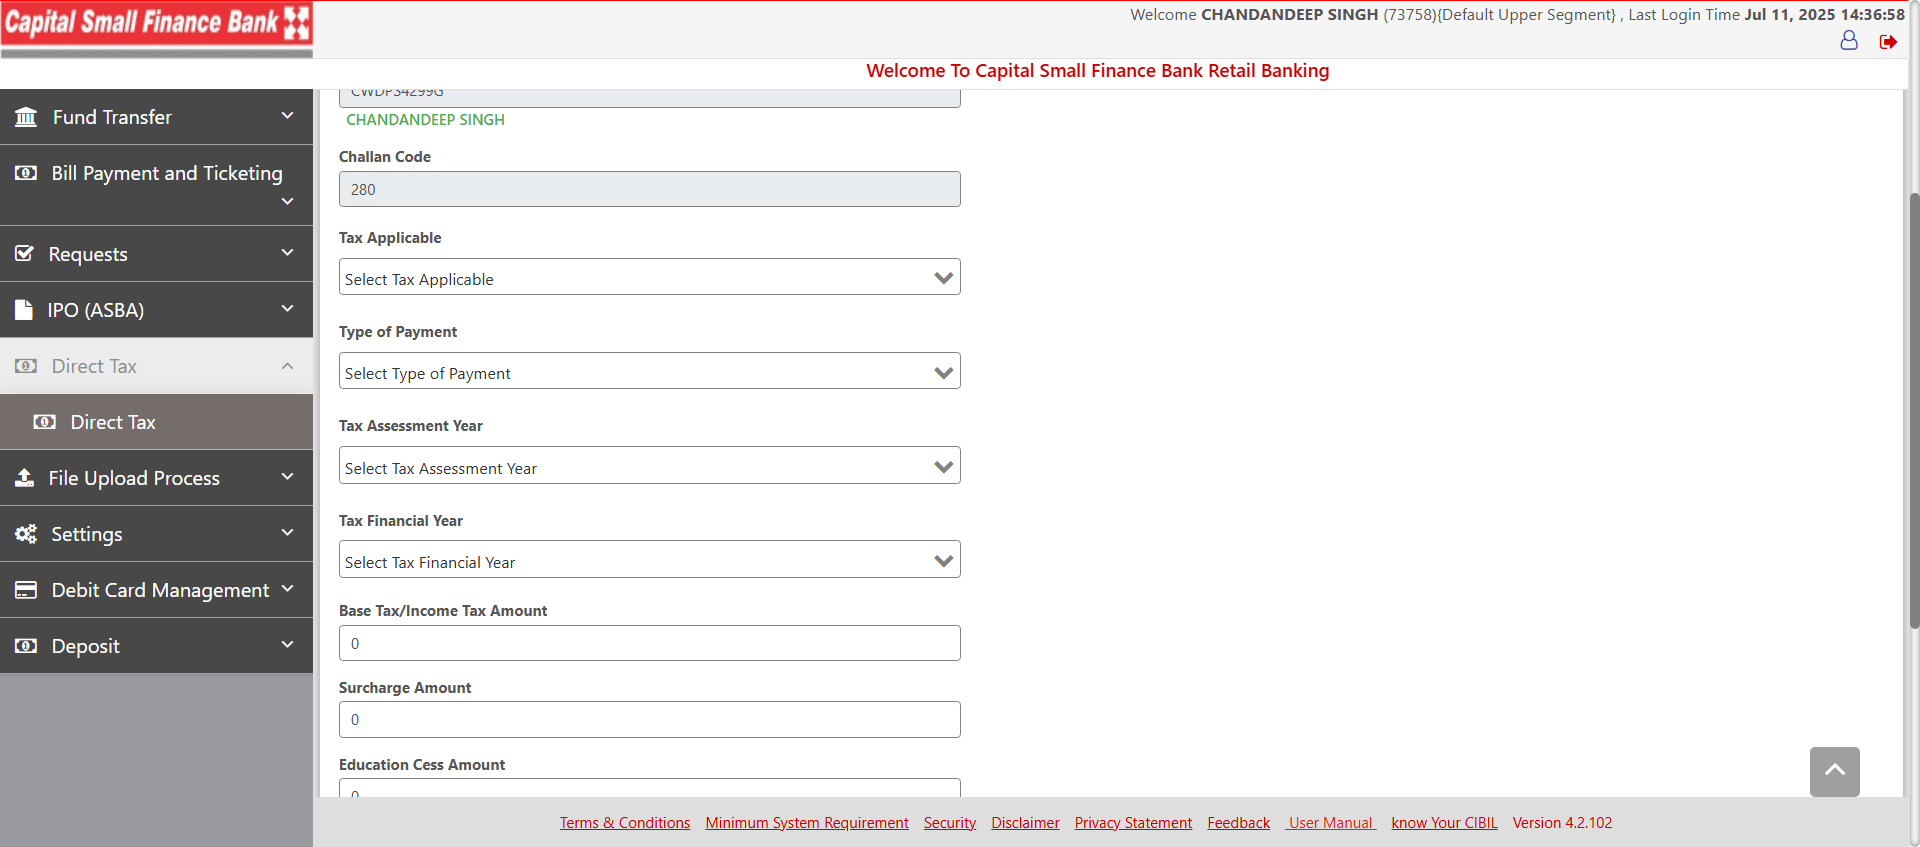 Capital Small Finance Bank
Welcome CHANDANDEEP SINGH (73758){Default Upper Segment} , Last Login Time Jul 11, 2025 14:36:58
Welcome To Capital Small Finance Bank Retail Banking
Fund Transfer
Bill Payment and Ticketing
Requests
IPO (ASBA)
Direct Tax
Direct Tax
File Upload Process
Settings
Debit Card Management
Deposit
CWDPS4299G
CHANDANDEEP SINGH
Challan Code
280
Tax Applicable
Select Tax Applicable
Type of Payment
Select Type of Payment
Tax Assessment Year
Select Tax Assessment Year
Tax Financial Year
Select Tax Financial Year
Base Tax/Income Tax Amount
0
Surcharge Amount
0
Education Cess Amount
0
Terms & Conditions Minimum System Requirement Security Disclaimer Privacy Statement Feedback User Manual know Your CIBIL Version 4.2.102